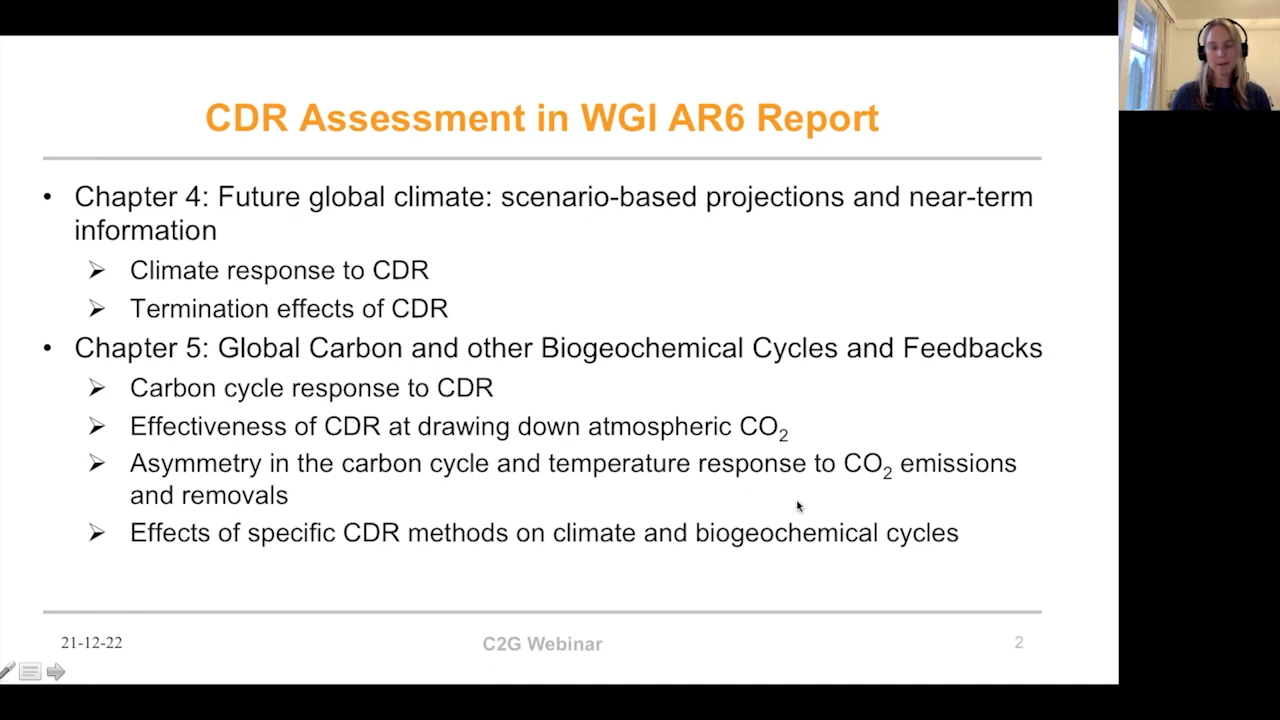 CDR Assessment in WGI AR6 Report
• Chapter 4: Future global climate: scenario-based projections and near-term
information
➢ Climate response to CDR
➢ Termination effects of CDR
• Chapter 5: Global Carbon and other Biogeochemical Cycles and Feedbacks
➢ Carbon cycle response to CDR
➢ Effectiveness of CDR at drawing down atmospheric CO₂
➢ Asymmetry in the carbon cycle and temperature response to CO₂ emissions
and removals
➢ Effects of specific CDR methods on climate and biogeochemical cycles
21-12-22
C2G Webinar
2